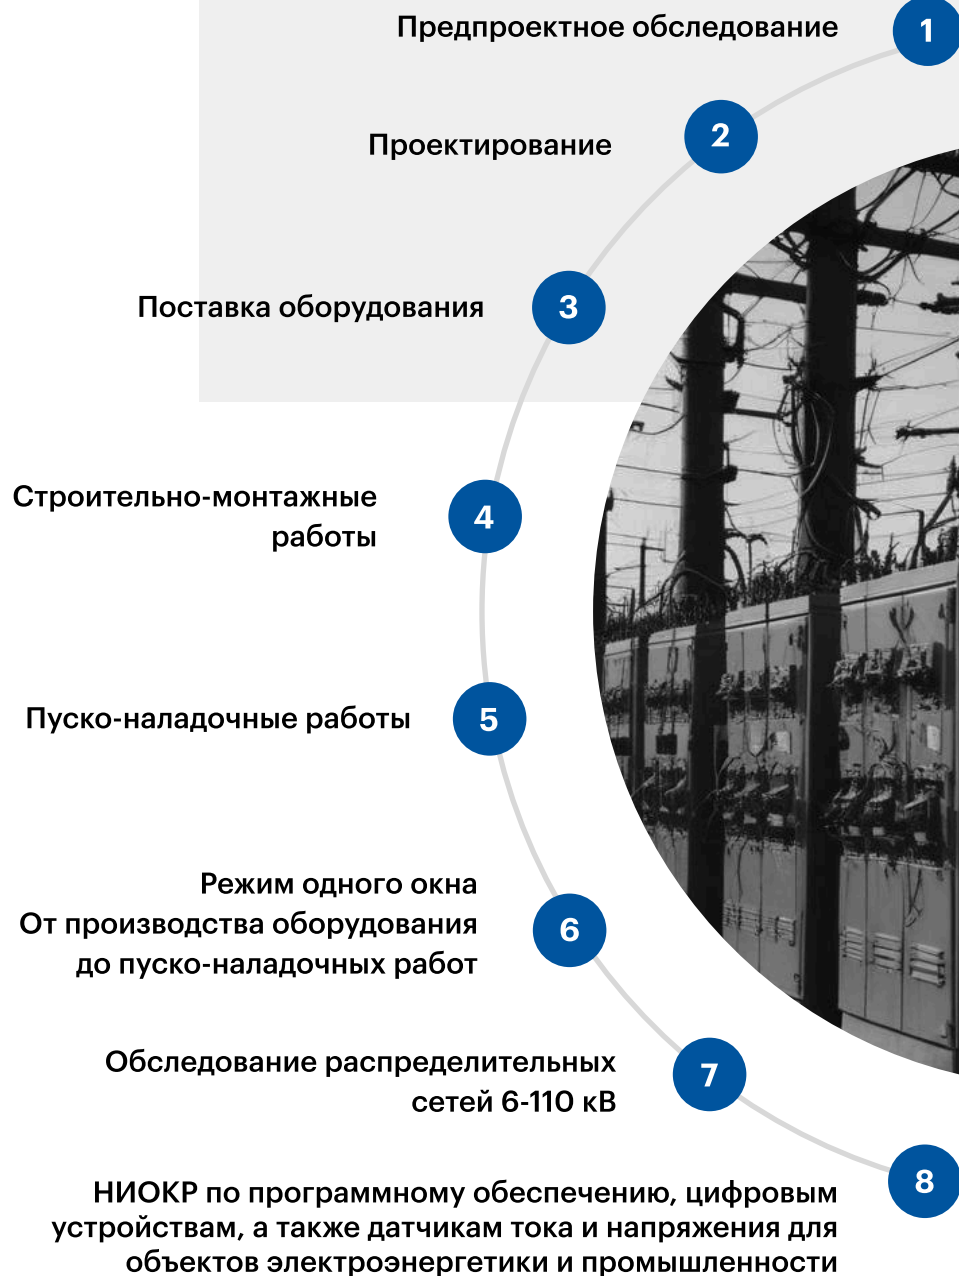 Предпроектное обследование
1
Проектирование
2
Поставка оборудования
3
Строительно-монтажные
работы
4
Пуско-наладочные работы
5
Режим одного окна
От производства оборудования
до пуско-наладочных работ
6
Обследование распределительных
сетей 6-110 кВ
7
НИОКР по программному обеспечению, цифровым
устройствам, а также датчикам тока и напряжения для
объектов электроэнергетики и промышленности
8